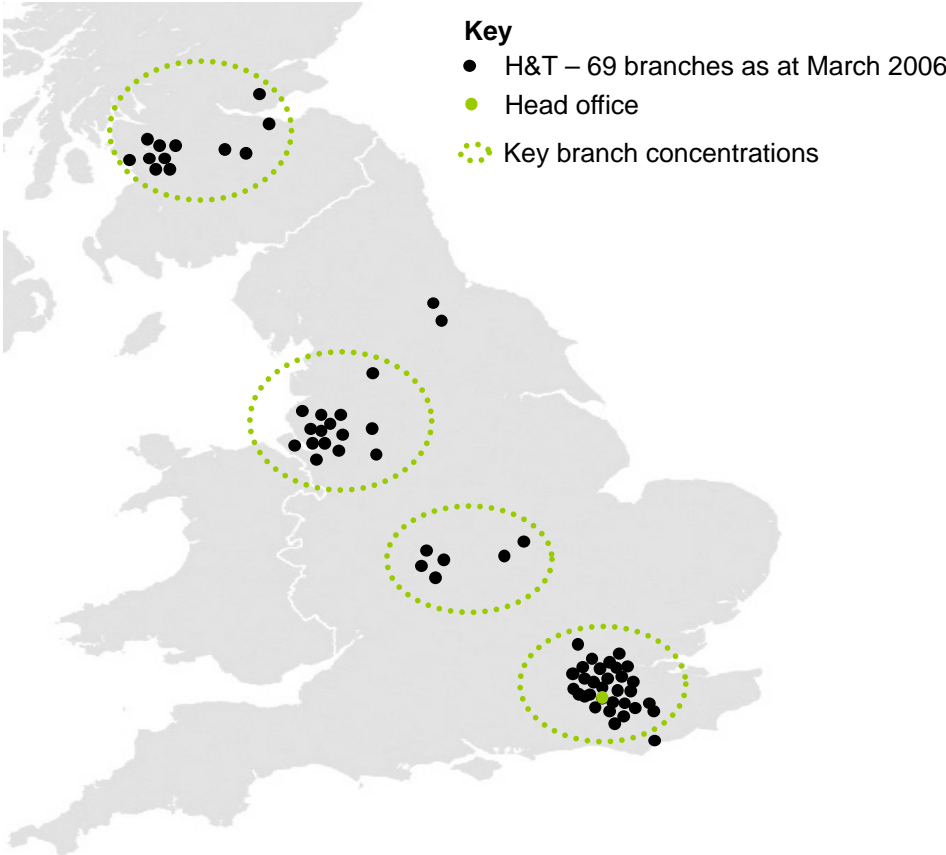 Key
H&T – 69 branches as at March 2006
Head office
Key branch concentrations